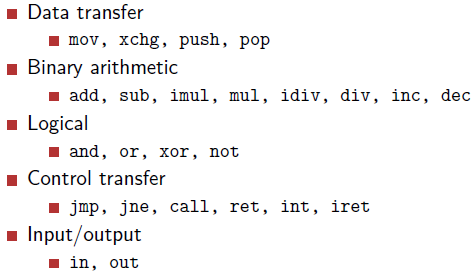 Data transfer
mov, xchg, push, pop
Binary arithmetic
add, sub, imul, mul, idiv, div, inc, dec
Logical
and, or, xor, not
Control transfer
jmp, jne, call, ret, int, iret
Input/output
in, out